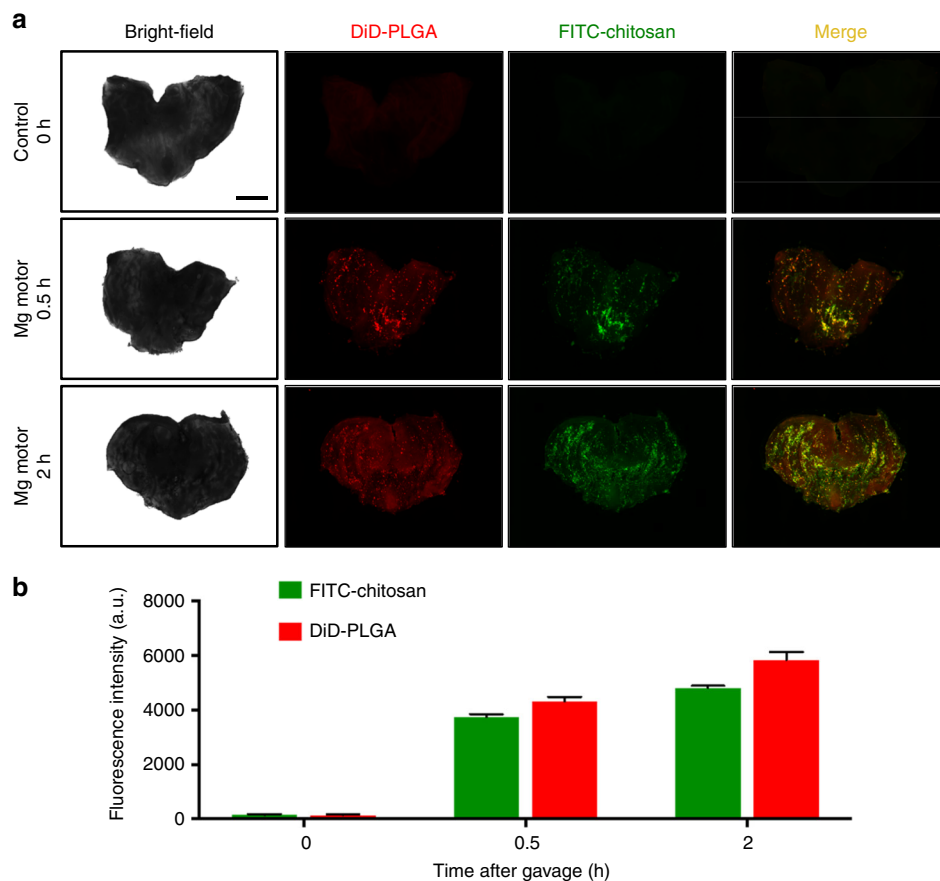 a
Bright-field
DiD-PLGA
FITC-chitosan
Merge
Control
0 h
Mg motor
0.5 h
Mg motor
2 h
b
FITC-chitosan
DiD-PLGA
Fluorescence intensity (a.u.)
8000
6000
4000
2000
0
0
0.5
2
Time after gavage (h)